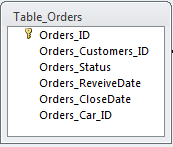 Table_Orders
Orders_ID
Orders_Customers_ID
Orders_Status
Orders_ReveiveDate
Orders_CloseDate
Orders_Car_ID